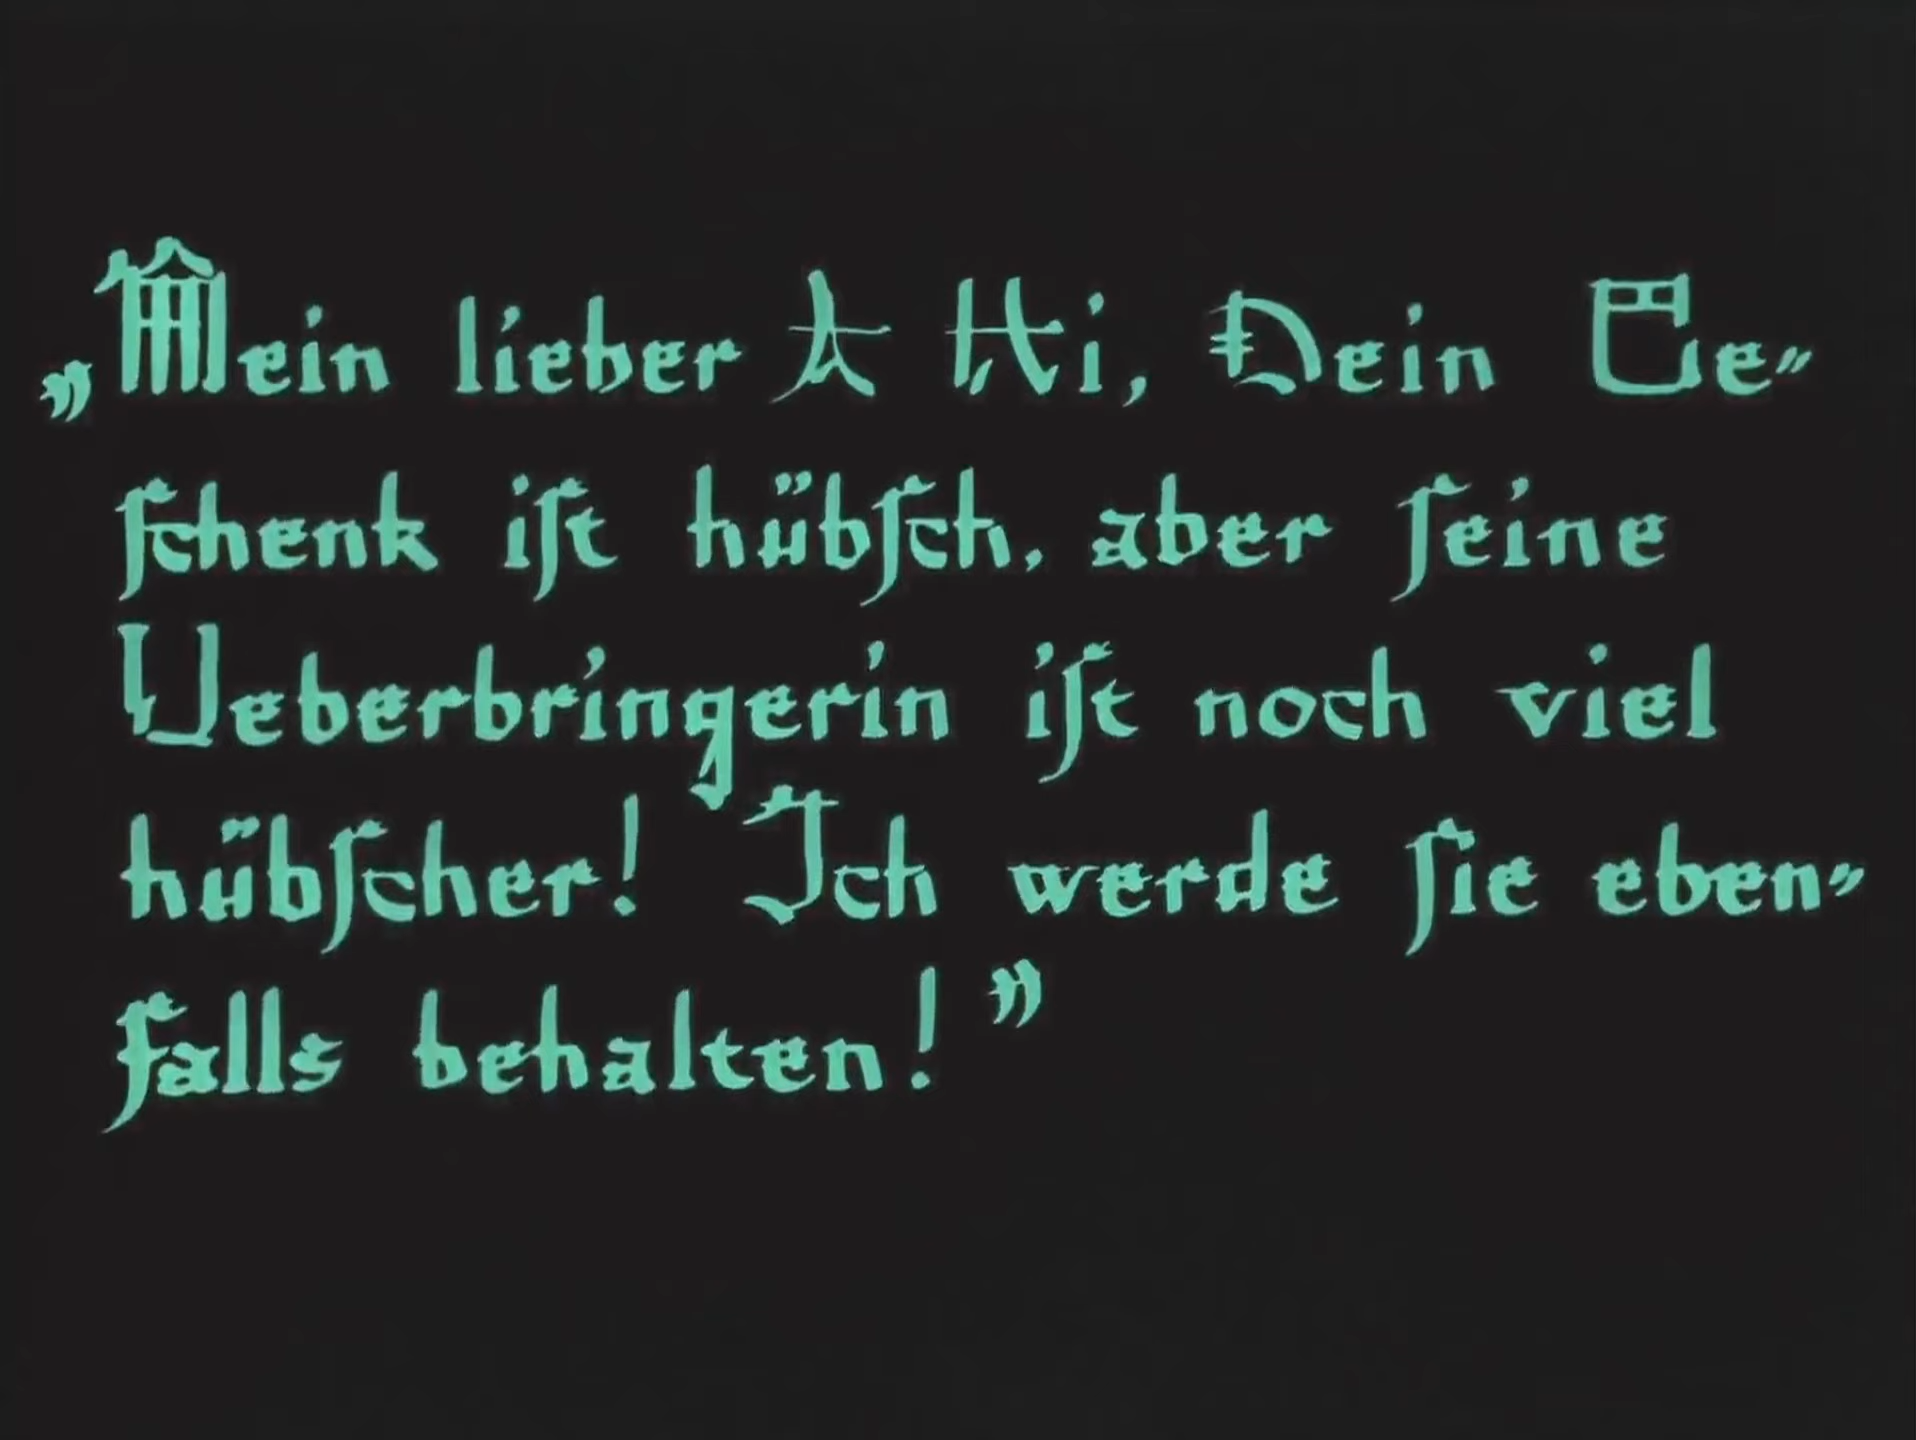 „Mein lieber A Hi, Dein Ge-
ſchenk iſt hübſch, aber ſeine
Ueberbringerin iſt noch viel
hübſcher! Ich werde ſie eben-
falls behalten!”